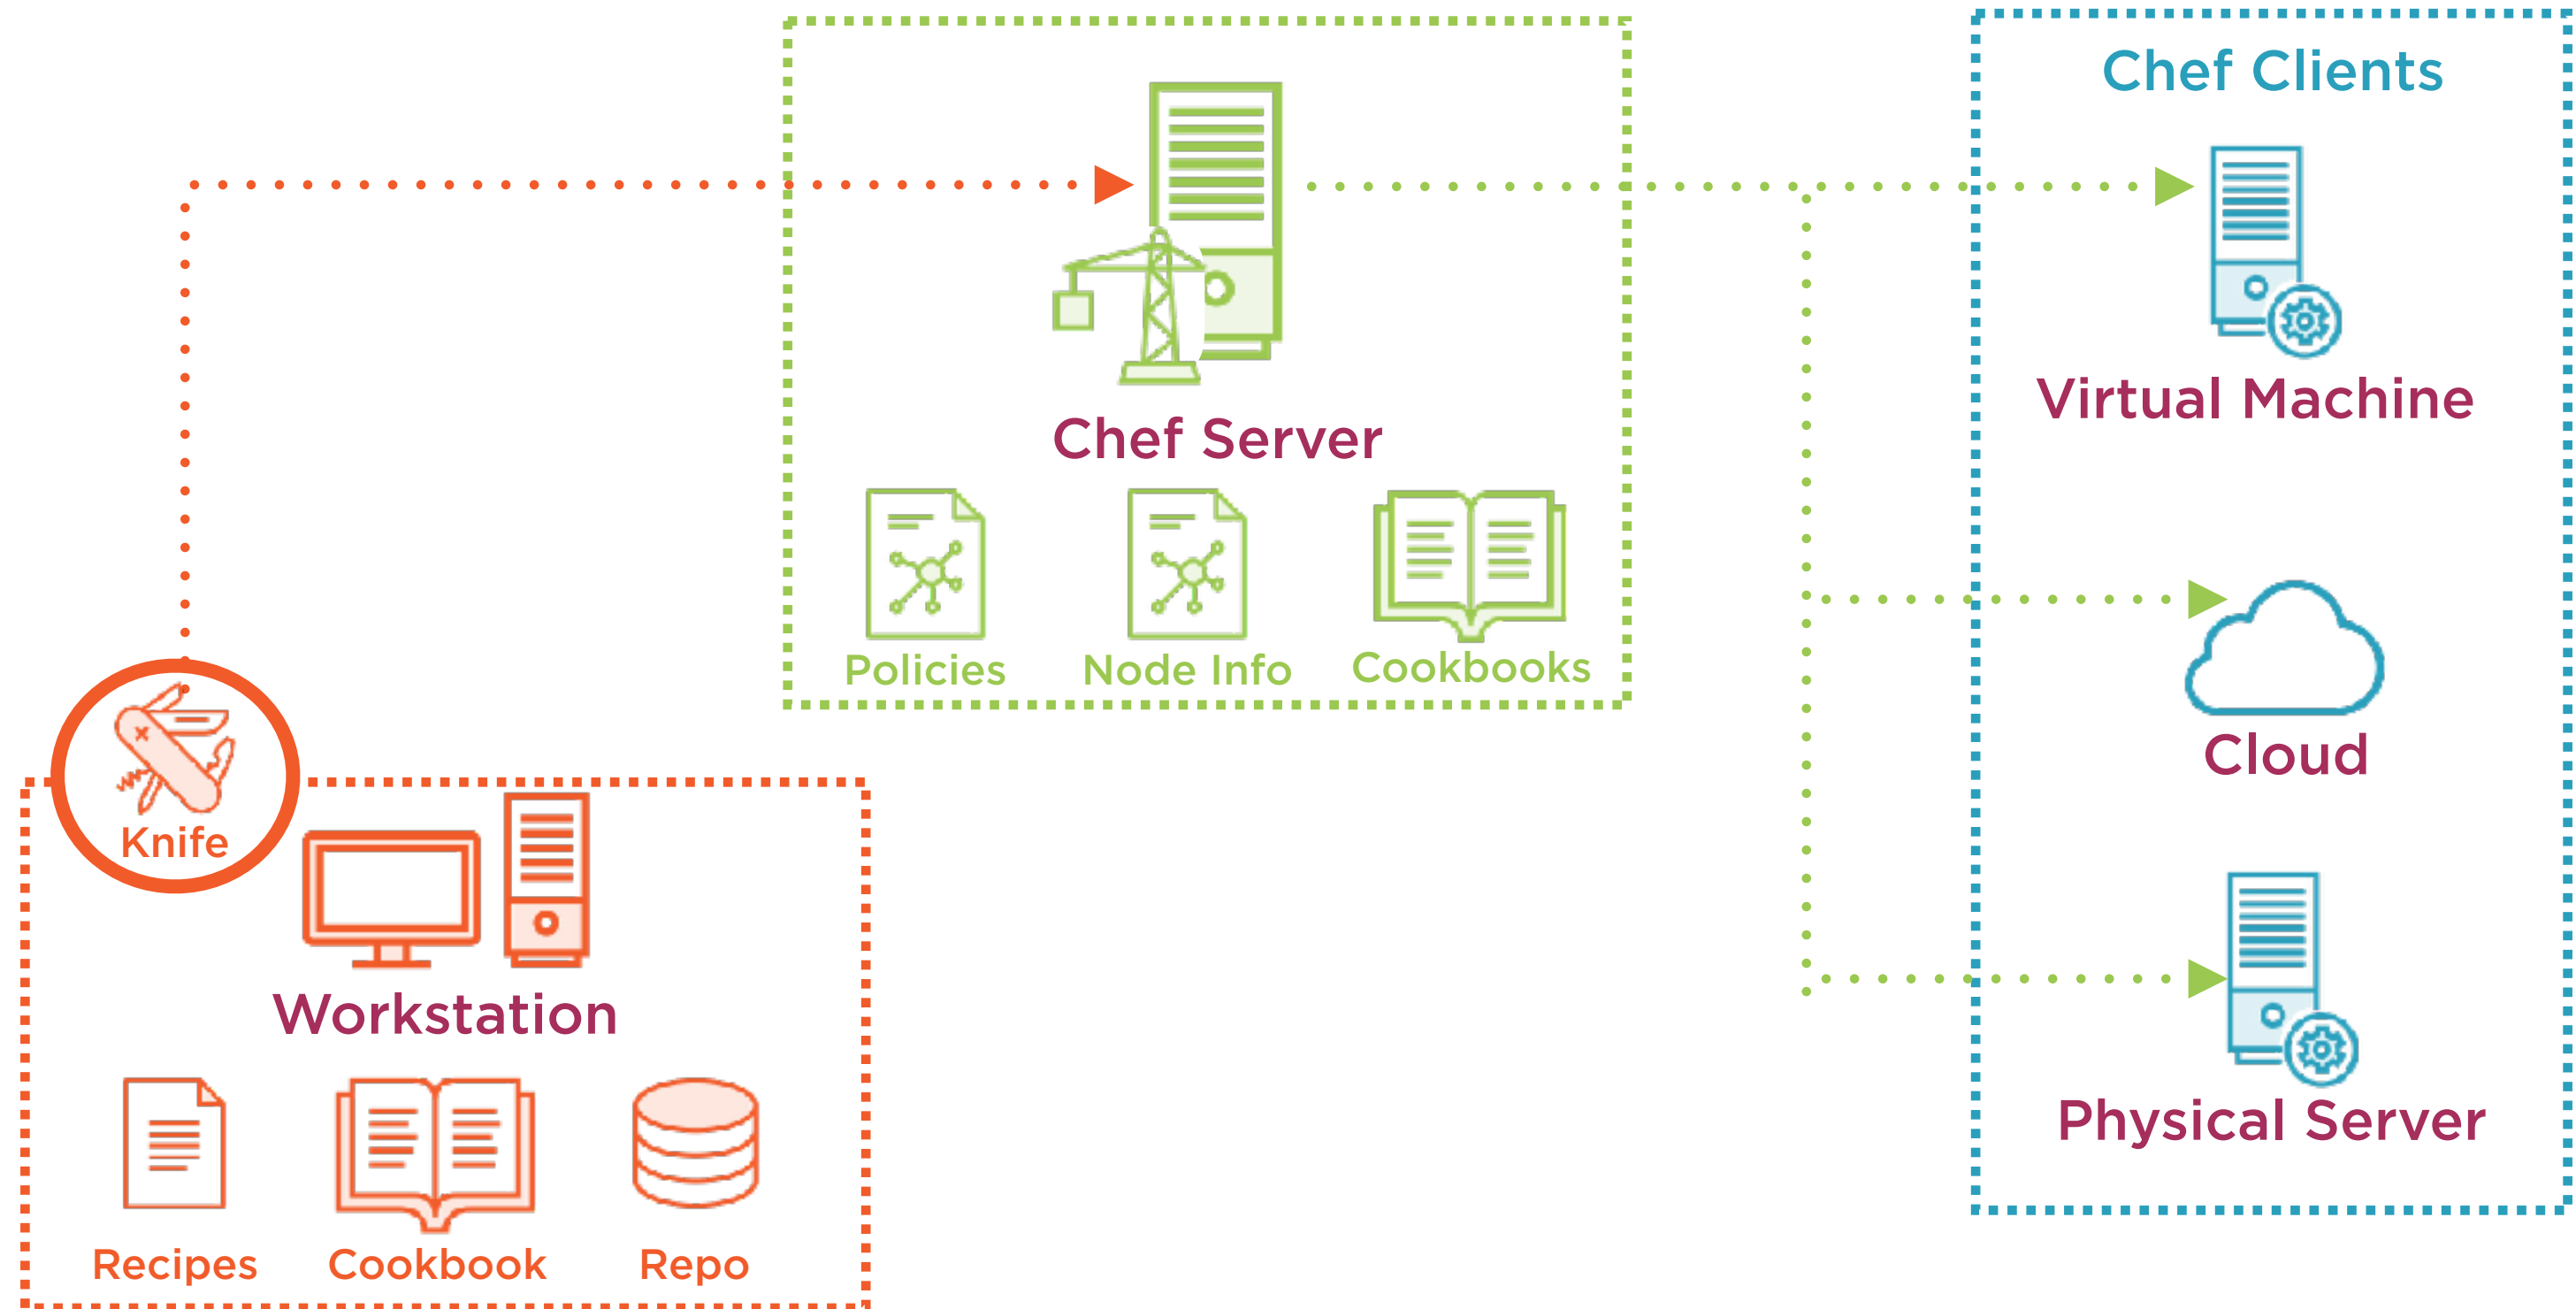 Chef Clients
Virtual Machine
Chef Server
Policies
Node Info
Cookbooks
Cloud
Knife
Workstation
Physical Server
Recipes
Cookbook
Repo